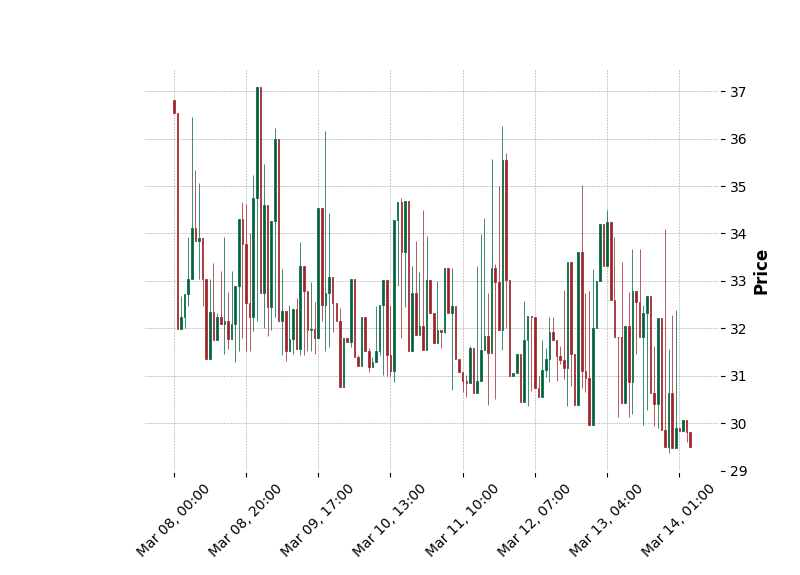 37
36
35
34
33
32
31
30
29
Price
Mar 08, 00:00
Mar 08, 20:00
Mar 09, 17:00
Mar 10, 13:00
Mar 11, 10:00
Mar 12, 07:00
Mar 13, 04:00
Mar 14, 01:00